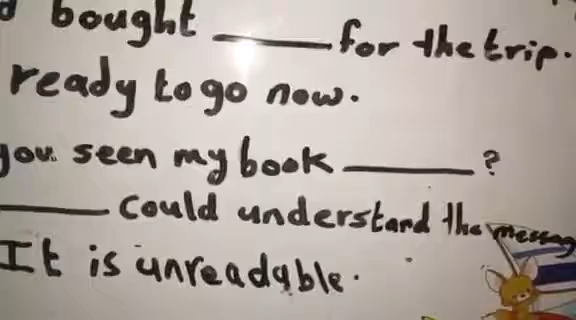 bought ______ for the trip.
ready to go now.
you seen my book ______ ?
______ could understand the
It is unreadable.